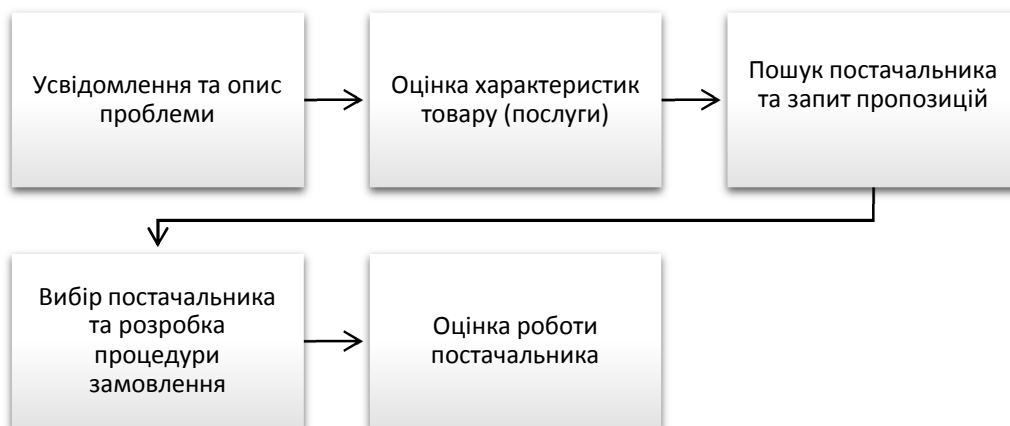 Усвідомлення та опис
проблеми
Оцінка характеристик
товару (послуги)
Пошук постачальника
та запит пропозицій
Вибір постачальника
та розробка
процедури
замовлення
Оцінка роботи
постачальника